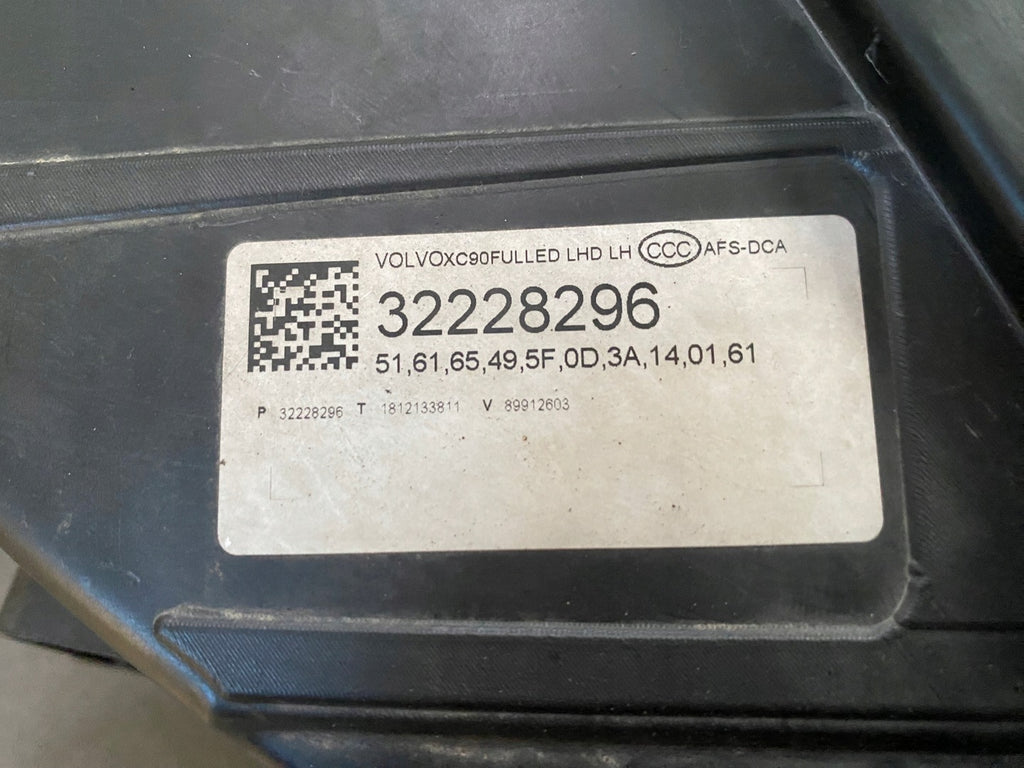 VOLVOXC90FULLED LHD LH CCC AFS-DCA
32228296
51,61,65,49,5F,0D,3A,14,01,61
P 32228296 T 1812133811 V 89912603